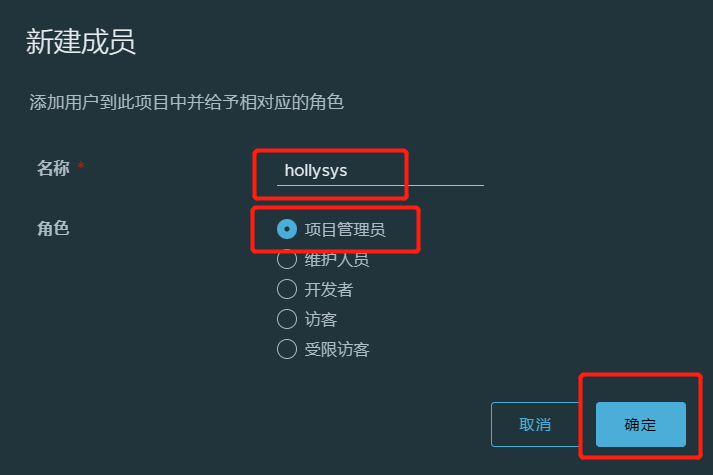 新建成员
添加用户到此项目中并给予相对应的角色
名称 * hollysys
角色 项目管理员
维护人员
开发者
访客
受限访客
取消 确定